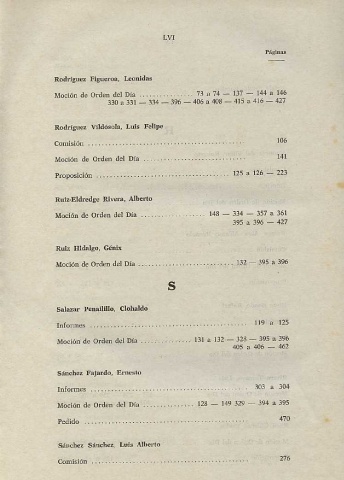 LVI
Páginas
Rodríguez Figueroa, Leonidas
Moción de Orden del Día ............... 73 a 74 — 137 — 144 a 146
330 a 331 — 334 — 396 — 406 a 408 — 415 a 416 — 427
Rodríguez Vildósola, Luis Felipe
Comisión ........................................ 106
Moción de Orden del Día ........................................ 141
Proposición ........................................ 125 a 126 — 223
Ruiz-Eldredge Rivera, Alberto
Moción de Orden del Día .................. 148 — 334 — 357 a 361
395 a 396 — 427
Ruiz Hidalgo, Génix
Moción de Orden del Día ........................ 132 — 395 a 396
S
Salazar Penailillo, Clohaldo
Informes ........................................ 119 a 125
Moción de Orden del Día .............. 131 a 132 — 328 — 395 a 396
405 a 406 — 462
Sánchez Fajardo, Ernesto
Informes ........................................ 303 a 304
Moción de Orden del Día .............. 128 — 149 329 — 394 a 395
Pedido ........................................ 470
Sánchez Sánchez, Luis Alberto
Comisión ........................................ 276